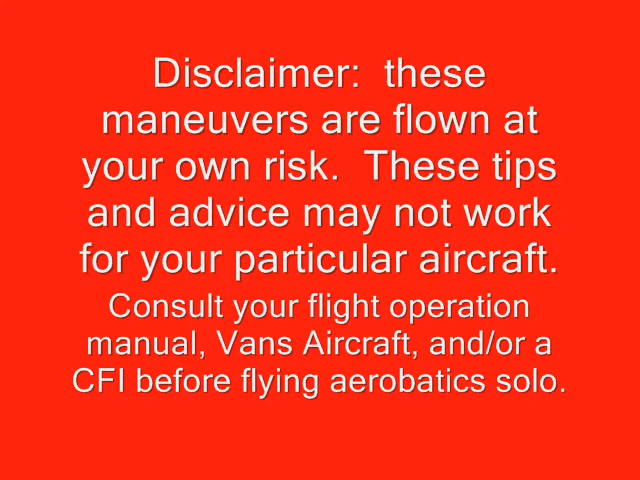 Disclaimer:  these
maneuvers are flown at
your own risk.  These tips
and advice may not work
for your particular aircraft.
Consult your flight operation
manual, Vans Aircraft, and/or a
CFI before flying aerobatics solo.